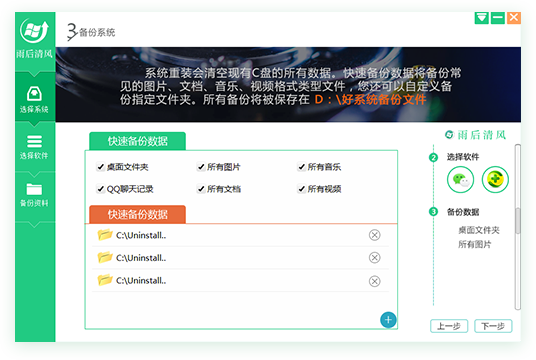 雨后清风
选择系统
选择软件
备份资料
3 备份系统
系统重装会清空现有C盘的所有数据。快速备份数据将备份常
见的图片、文档、音乐、视频格式类型文件，您还可以自定义备
份指定文件夹。所有备份将被保存在 D：\好系统备份文件
快速备份数据
桌面文件夹 所有图片 所有音乐
QQ聊天记录 所有文档 所有视频
快速备份数据
C:\Uninstall..
C:\Uninstall..
C:\Uninstall..
雨后清风
2 选择软件
3 备份数据
桌面文件夹
所有图片
上一步 下一步